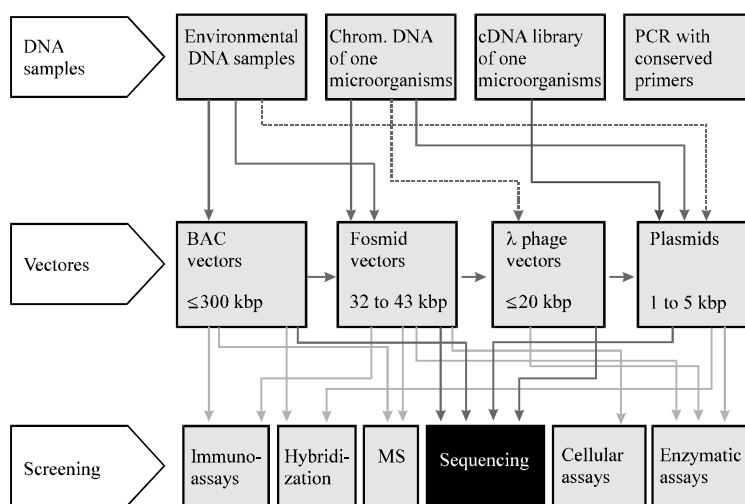 DNA
samples
Environmental
DNA samples
Chrom. DNA
of one
microorganisms
cDNA library
of one
microorganisms
PCR with
conserved
primers
Vectores
BAC
vectors
≤300 kbp
Fosmid
vectors
32 to 43 kbp
λ phage
vectors
≤20 kbp
Plasmids
1 to 5 kbp
Screening
Immuno-
assays
Hybridi-
zation
MS
Sequencing
Cellular
assays
Enzymatic
assays